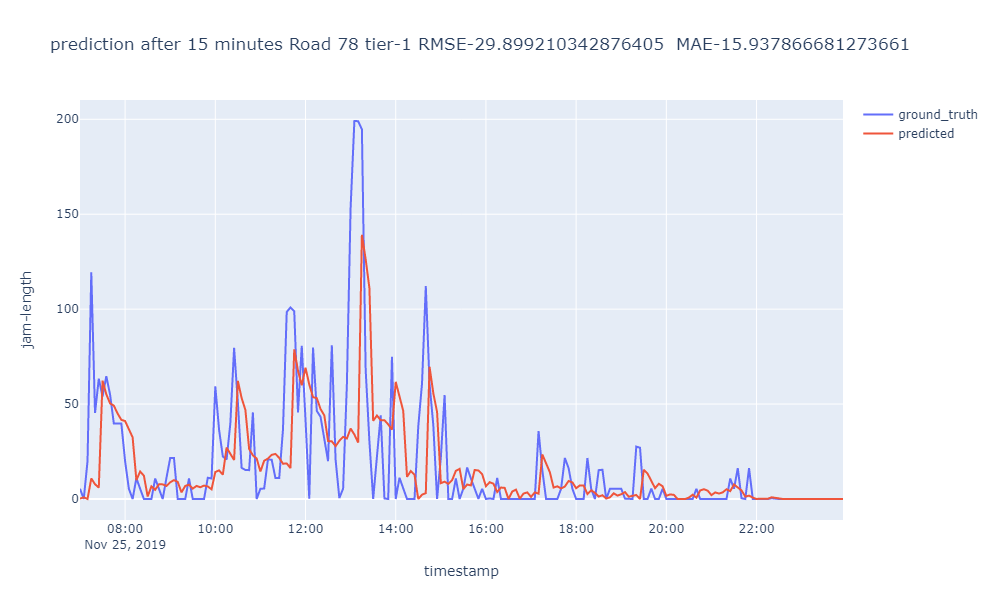 prediction after 15 minutes Road 78 tier-1 RMSE-29.899210342876405 MAE-15.937866681273661
ground_truth
predicted
200
150
100
50
0
jam-length
08:00 10:00 12:00 14:00 16:00 18:00 20:00 22:00
Nov 25, 2019
timestamp